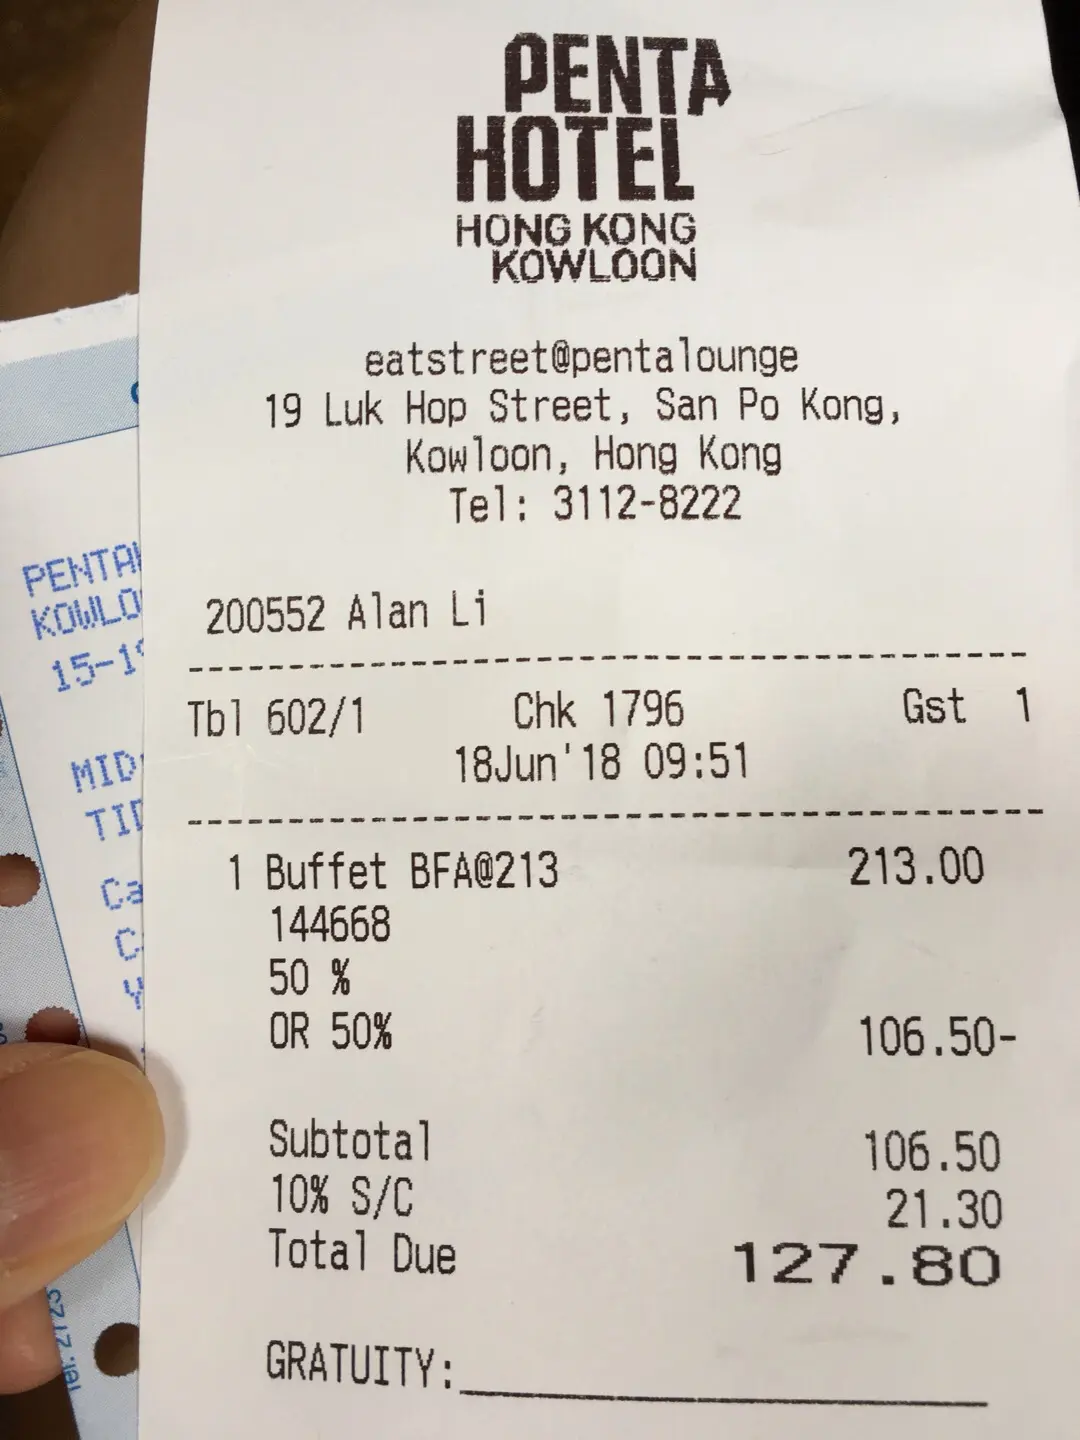 PENTA
HOTEL
HONG KONG
KOWLOON
eatstreet@pentalounge
19 Luk Hop Street, San Po Kong,
Kowloon, Hong Kong
Tel: 3112-8222
200552 Alan Li
Tbl 602/1 Chk 1796 Gst 1
18Jun'18 09:51
1 Buffet BFA@213 213.00
144668
50 %
OR 50% 106.50-
Subtotal 106.50
10% S/C 21.30
Total Due 127.80
GRATUITY: